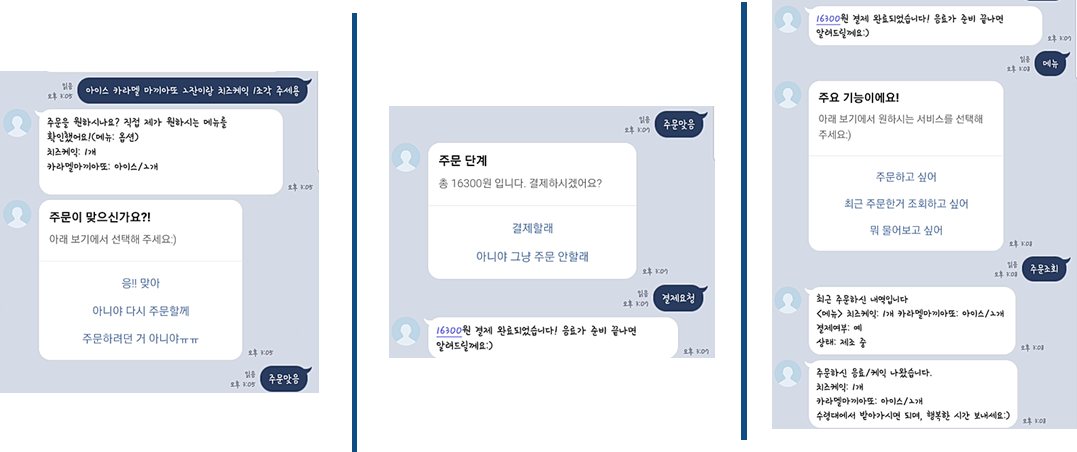 읽음
오후 8:05
아이스 카라멜 마끼아또 2잔이랑 치즈케익 1조각 주세용
주문을 원하시나요? 직접 제가 원하시는 메뉴를
확인했어요!(메뉴: 옵션)
치즈케익: 1개
카라멜마끼아또: 아이스/2개
오후 8:05
주문이 맞으신가요?!
아래 보기에서 선택해 주세요:)
응!! 맞아
아니야 다시 주문할께
주문하려던 거 아니야ㅠㅠ
오후 8:05
읽음
오후 8:05
주문맞음
읽음
오후 8:07
주문맞음
주문 단계
총 16300원 입니다. 결제하시겠어요?
결제할래
아니야 그냥 주문 안할래
오후 8:07
읽음
오후 8:07
결제요청
16300원 결제 완료되었습니다! 음료가 준비 끝나면
알려드릴께요:)
오후 8:07
16300원 결제 완료되었습니다! 음료가 준비 끝나면
알려드릴께요:)
오후 8:07
읽음
오후 8:08
메뉴
주요 기능이에요!
아래 보기에서 원하시는 서비스를 선택해
주세요:)
주문하고 싶어
최근 주문한거 조회하고 싶어
뭐 물어보고 싶어
오후 8:08
읽음
오후 8:08
주문조회
최근 주문하신 내역입니다
<메뉴> 치즈케익: 1개 카라멜마끼아또: 아이스/2개
결제여부: 예
상태: 제조 중
오후 8:08
주문하신 음료/케익 나왔습니다.
치즈케익: 1개
카라멜마끼아또: 아이스/2개
수령대에서 받아가시면 되며, 행복한 시간 보내세요:)
오후 8:08